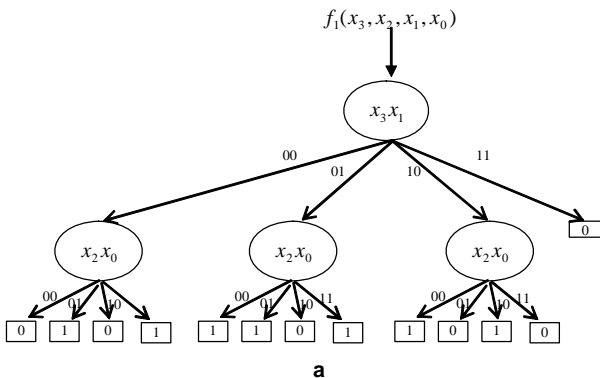 f₁(x₃, x₂, x₁, x₀)
x₃x₁
00 01 10 11
0
x₂x₀ x₂x₀ x₂x₀
00 01 10 00 01 10 11 00 01 10 11
0 1 0 1 1 1 0 1 1 0 1 0
a